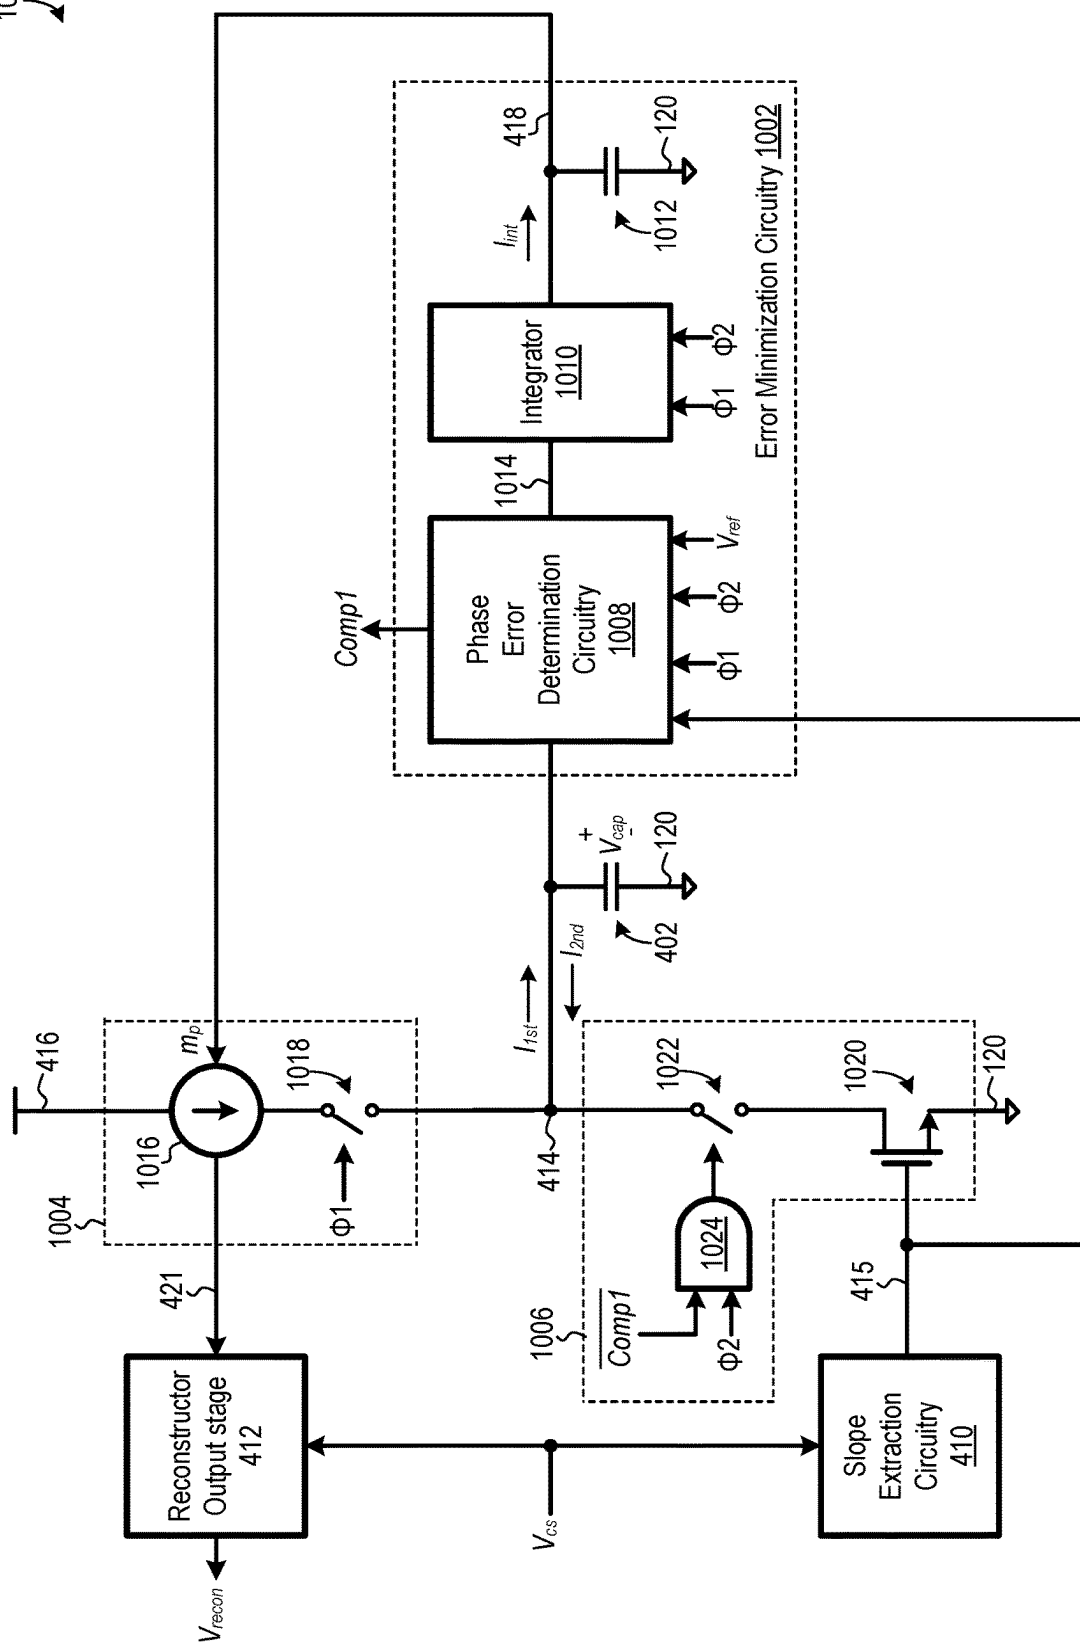 416
m_p
1016
1018
Φ1
1004
421
Reconstructor
Output stage
412
V_recon
V_cs
414
I_1st
I_2nd
V_cap
+
-
402
120
1022
1020
120
1024
1006
Comp1
Φ2
415
Slope
Extraction
Circuitry
410
Comp1
Phase
Error
Determination
Circuitry
1008
Φ1
Φ2
V_ref
1014
Integrator
1010
Φ1
Φ2
I_int
418
1012
120
Error Minimization Circuitry 1002